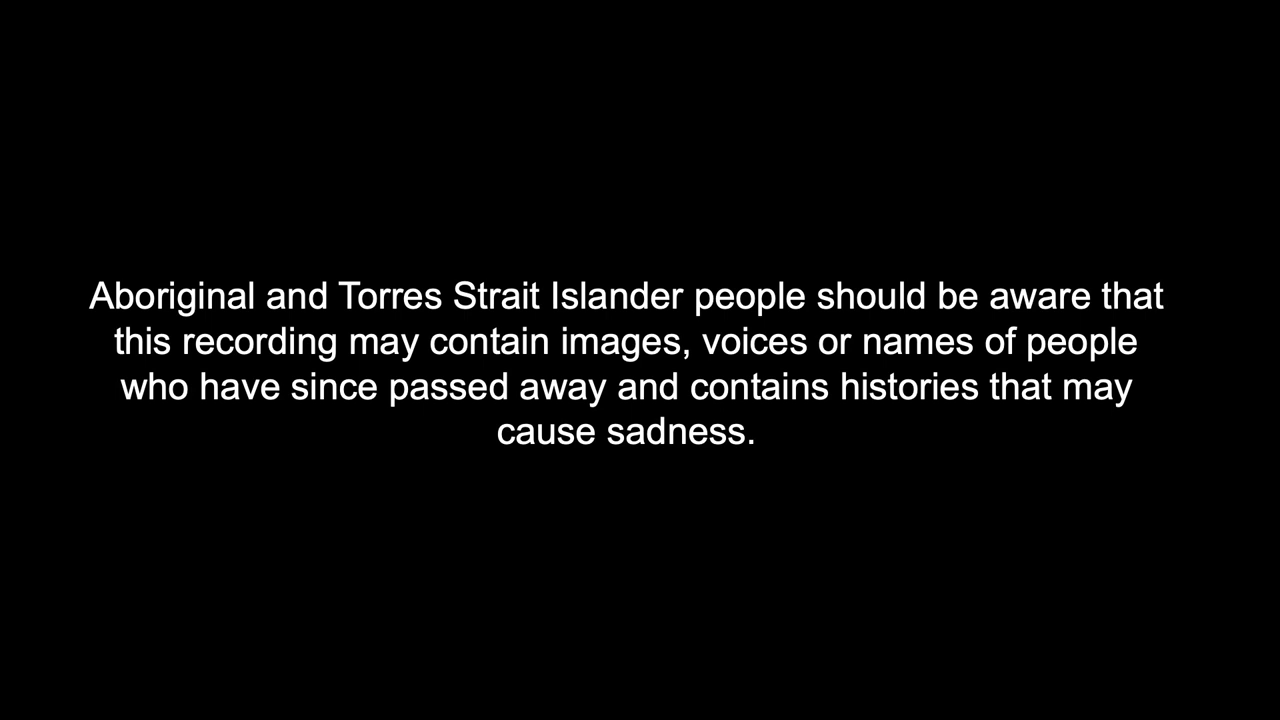 Aboriginal and Torres Strait Islander people should be aware that
this recording may contain images, voices or names of people
who have since passed away and contains histories that may
cause sadness.